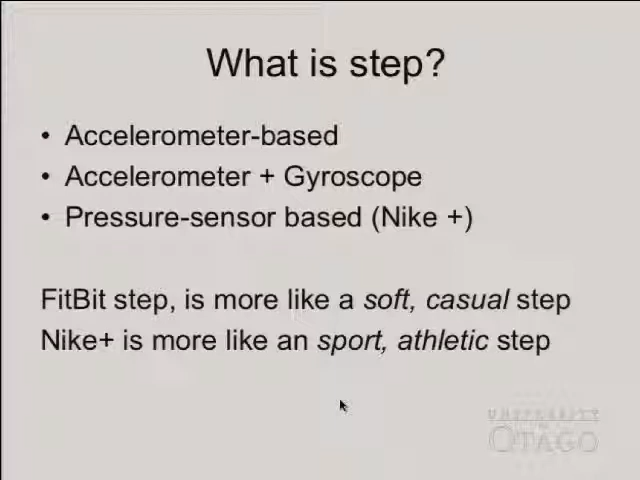 What is step?
• Accelerometer-based
• Accelerometer + Gyroscope
• Pressure-sensor based (Nike +)
FitBit step, is more like a soft, casual step
Nike+ is more like an sport, athletic step
UNIVERSITY
OTAGO